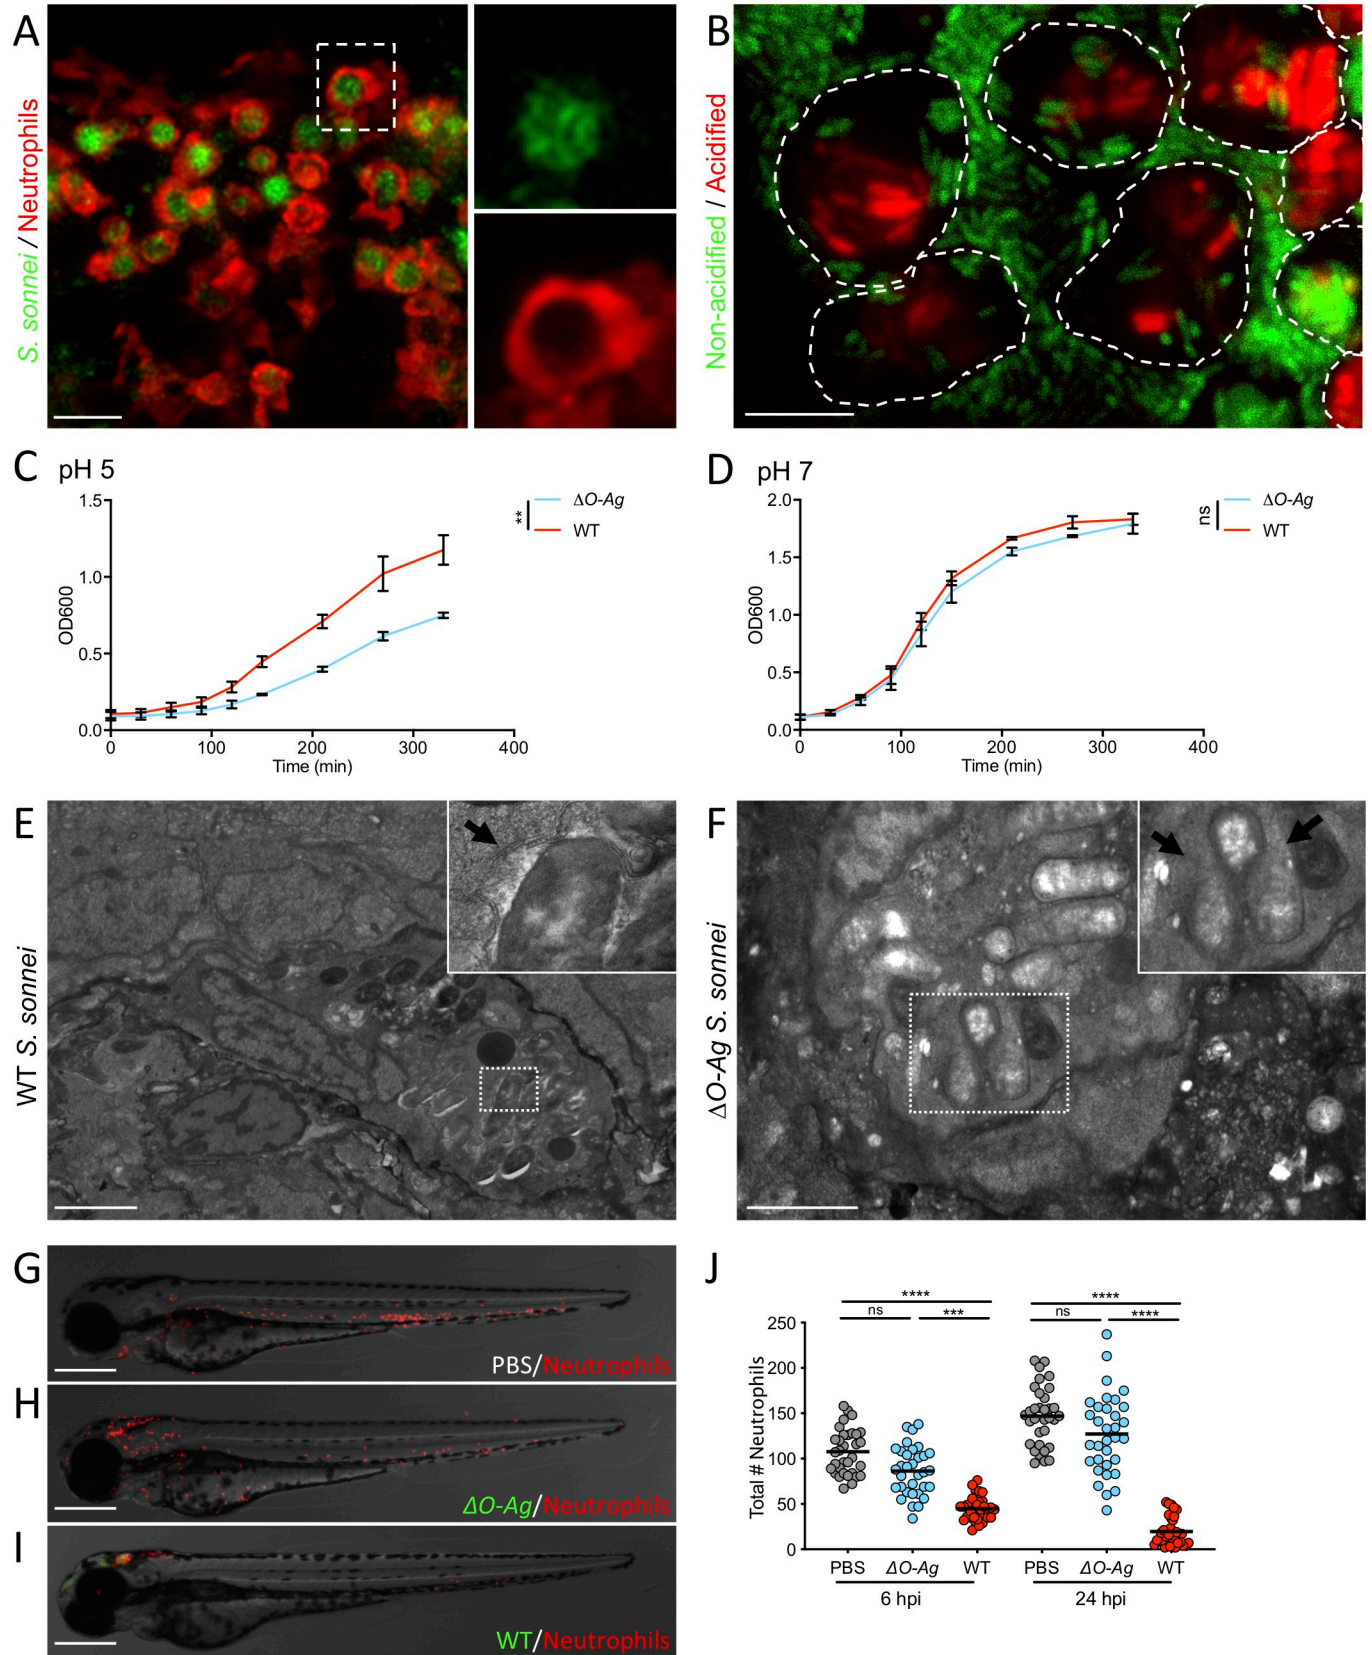 A
S. sonnei / Neutrophils
B
Non-acidified / Acidified
C
pH 5
1.5
1.0
0.5
0.0
OD600
0
100
200
300
400
Time (min)
**
ΔO-Ag
WT
D
pH 7
2.0
1.5
1.0
0.5
0.0
OD600
0
100
200
300
400
Time (min)
ns
ΔO-Ag
WT
E
WT S. sonnei
F
ΔO-Ag S. sonnei
G
PBS/Neutrophils
H
ΔO-Ag/Neutrophils
I
WT/Neutrophils
J
****
ns
***
****
ns
****
250
200
150
100
50
0
Total # Neutrophils
PBS
ΔO-Ag
WT
PBS
ΔO-Ag
WT
6 hpi
24 hpi